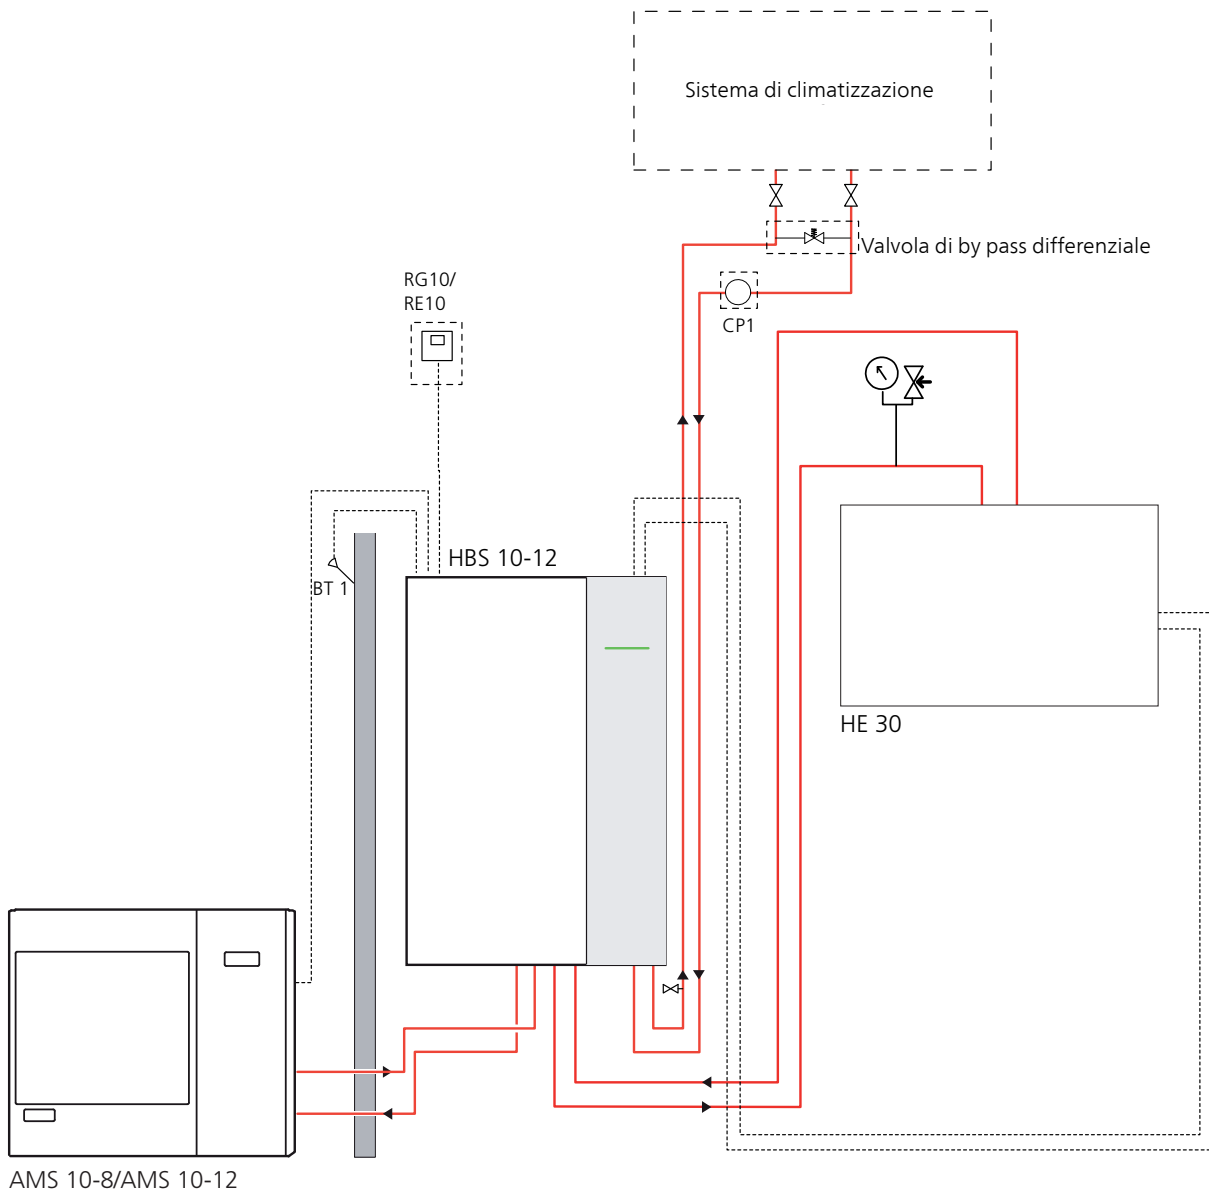 Sistema di climatizzazione
Valvola di by pass differenziale
RG10/
RE10
CP1
HBS 10-12
BT 1
HE 30
AMS 10-8/AMS 10-12